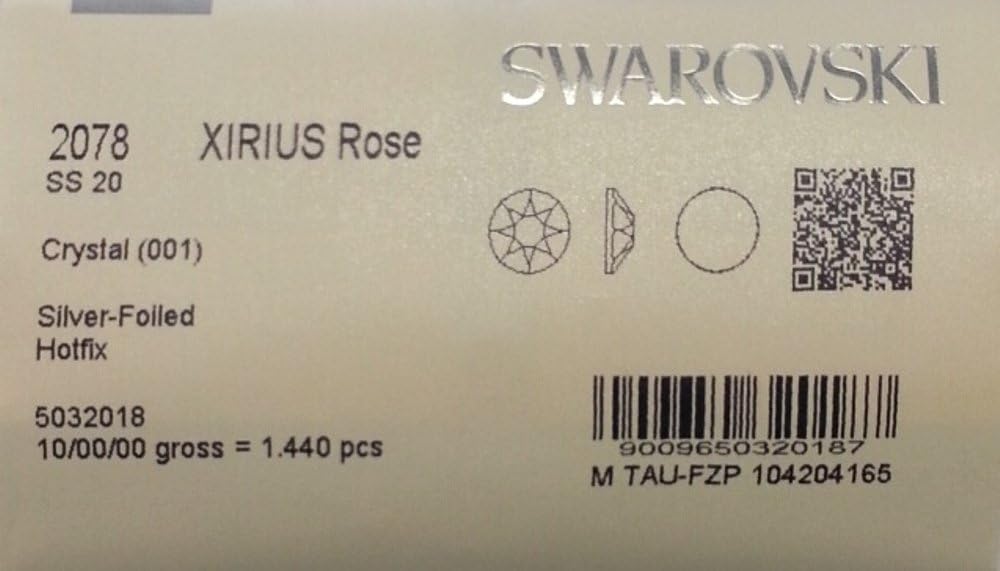 SWAROVSKI
2078 XIRIUS Rose
SS 20
Crystal (001)
Silver-Foiled
Hotfix
5032018
10/00/00 gross = 1.440 pcs
9009650320187
M TAU-FZP 104204165